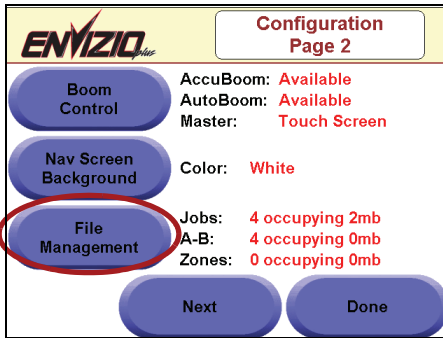 ENVIZIO plus
Configuration
Page 2
Boom
Control
AccuBoom: Available
AutoBoom: Available
Master: Touch Screen
Nav Screen
Background
Color: White
File
Management
Jobs: 4 occupying 2mb
A-B: 4 occupying 0mb
Zones: 0 occupying 0mb
Next
Done